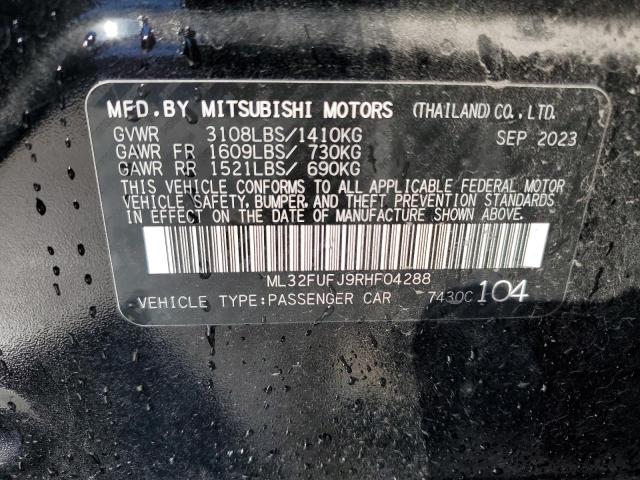 MFD.BY MITSUBISHI MOTORS (THAILAND)CO.,LTD.
GVWR 3108LBS/1410KG SEP 2023
GAWR FR 1609LBS/ 730KG
GAWR RR 1521LBS/ 690KG
THIS VEHICLE CONFORMS TO ALL APPLICABLE FEDERAL MOTOR
VEHICLE SAFETY, BUMPER, AND THEFT PREVENTION STANDARDS
IN EFFECT ON THE DATE OF MANUFACTURE SHOWN ABOVE.
ML32FUFJ9RHF04288
VEHICLE TYPE:PASSENGER CAR 7430C 104